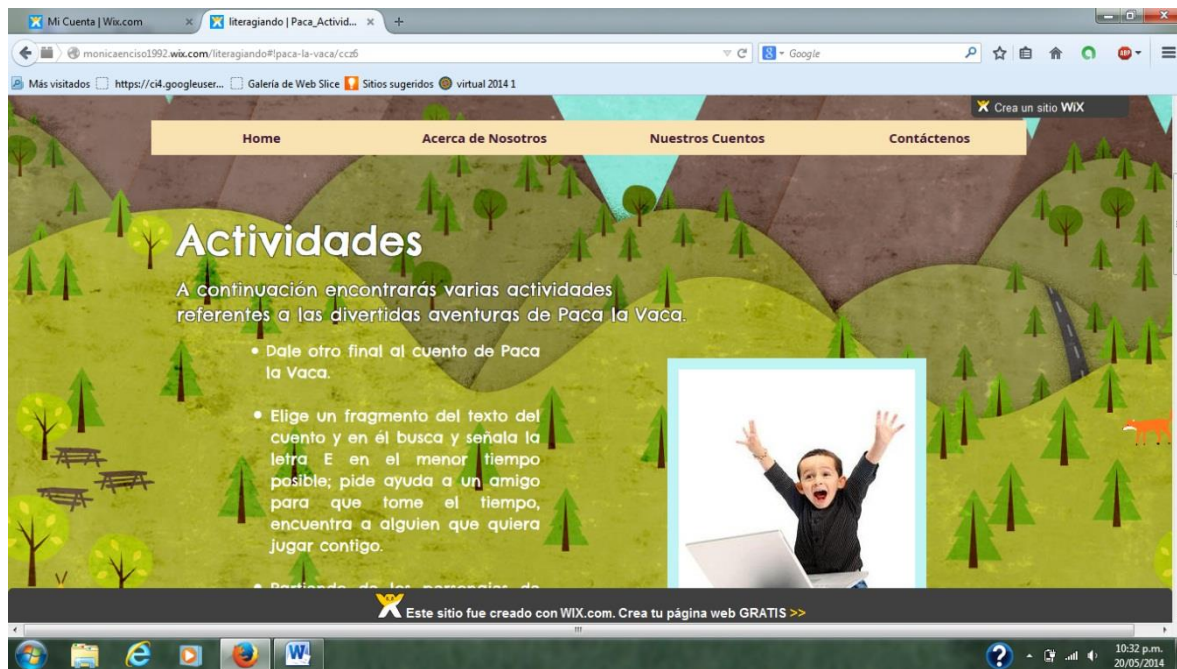 Mi Cuenta | Wix.com
literagiando | Paca_Activid...
monicaenciso1992.wix.com/literagiando#!paca-la-vaca/ccz6
Google
Más visitados
https://ci4.googleuser...
Galería de Web Slice
Sitios sugeridos
virtual 2014 1
Crea un sitio WiX
Home
Acerca de Nosotros
Nuestros Cuentos
Contáctenos
Actividades
A continuación encontrarás varias actividades
referentes a las divertidas aventuras de Paca la Vaca.
• Dale otro final al cuento de Paca
la Vaca.
• Elige un fragmento del texto del
cuento y en él busca y señala la
letra E en el menor tiempo
posible; pide ayuda a un amigo
para que tome el tiempo,
encuentra a alguien que quiera
jugar contigo.
• Partiendo de los personajes de
Este sitio fue creado con WIX.com. Crea tu página web GRATIS >>
10:32 p.m.
20/05/2014